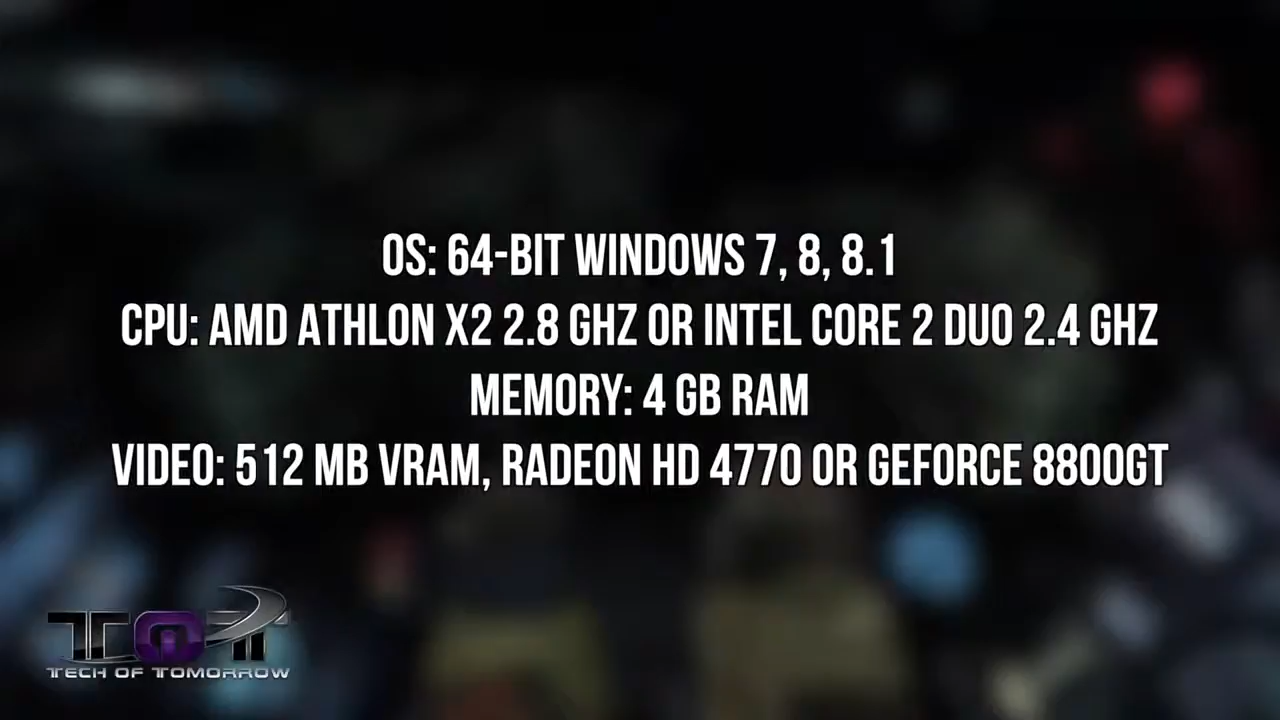 OS: 64-BIT WINDOWS 7, 8, 8.1
CPU: AMD ATHLON X2 2.8 GHZ OR INTEL CORE 2 DUO 2.4 GHZ
MEMORY: 4 GB RAM
VIDEO: 512 MB VRAM, RADEON HD 4770 OR GEFORCE 8800GT
TOT
TECH OF TOMORROW